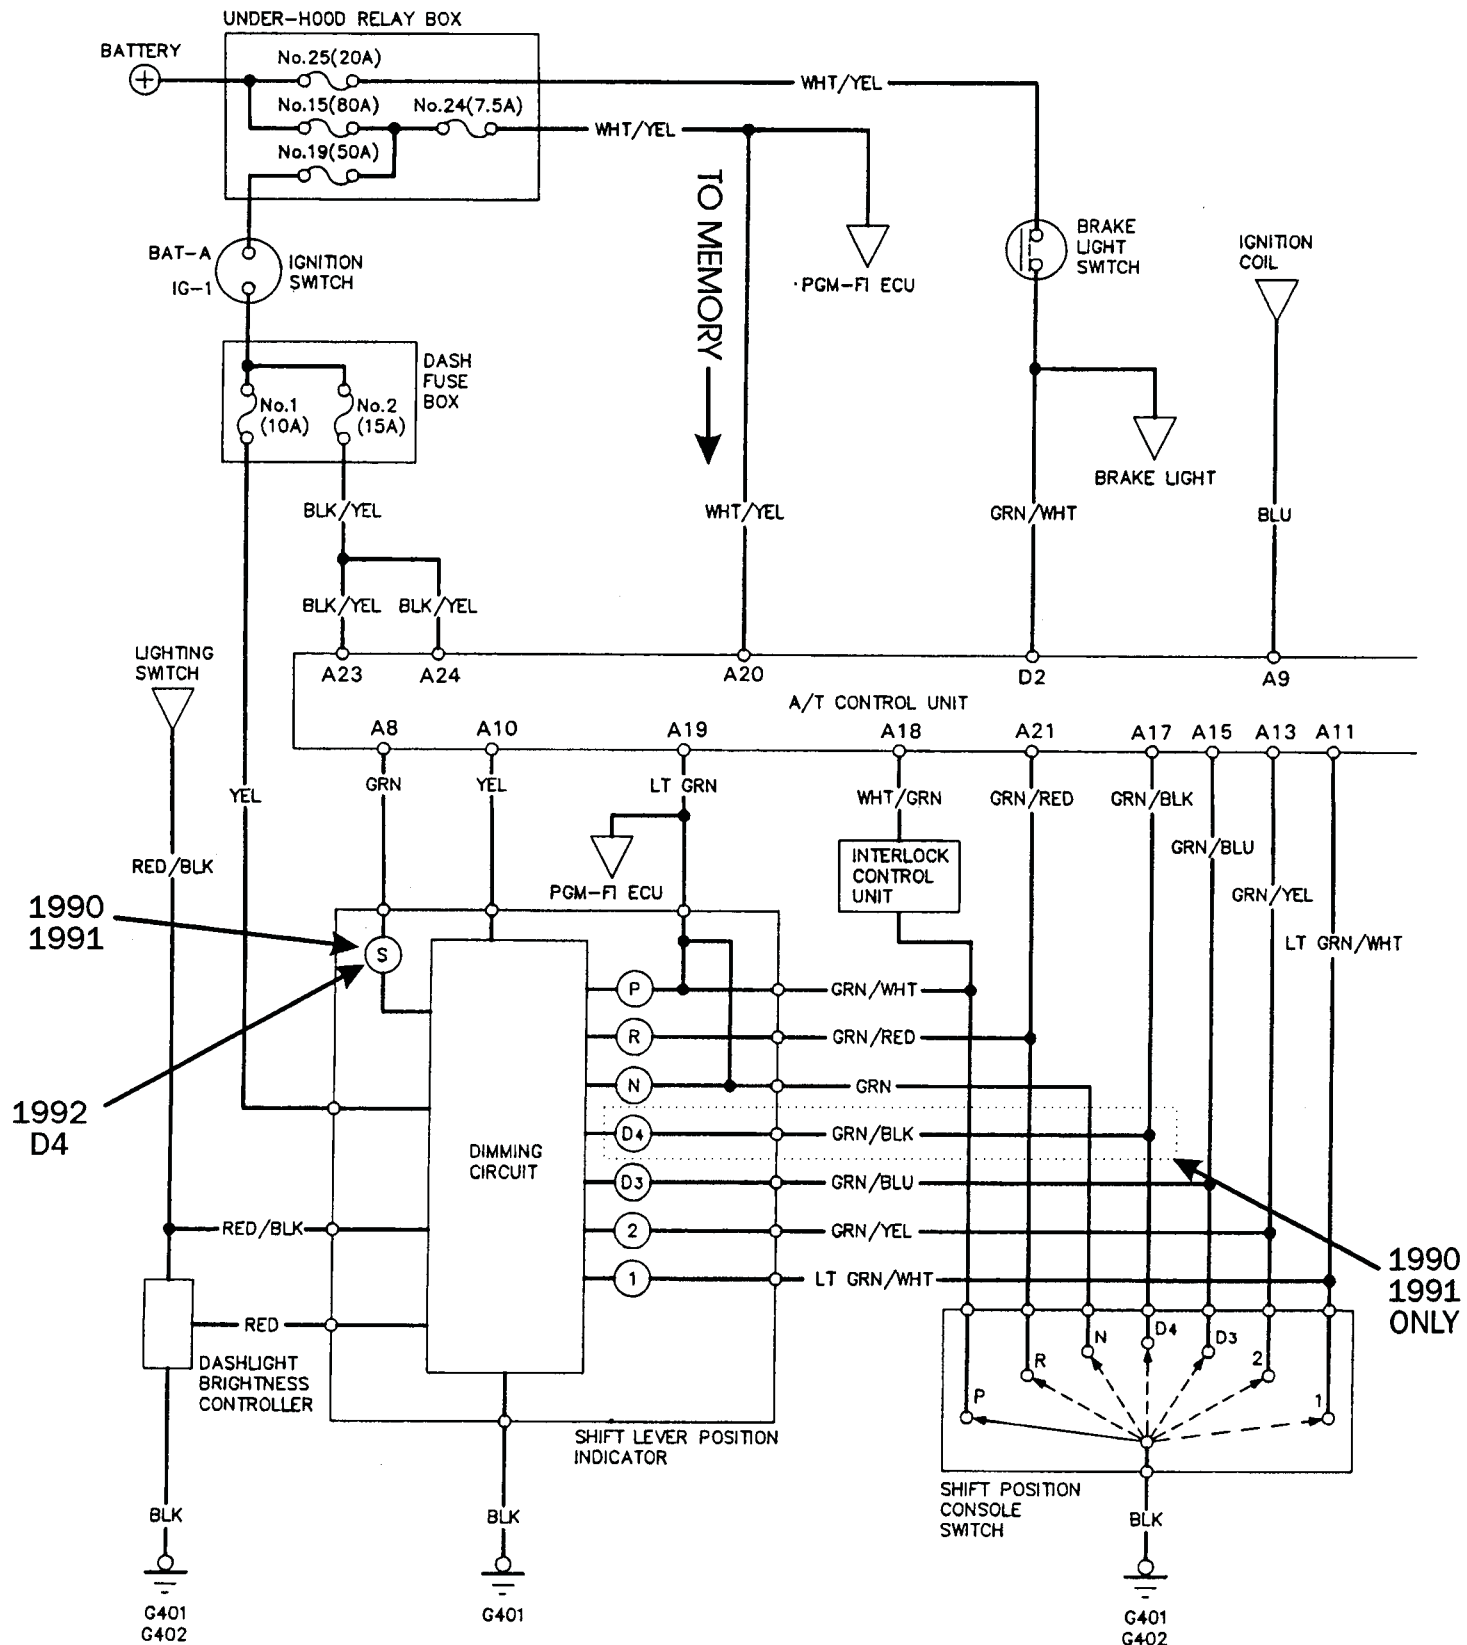 UNDER-HOOD RELAY BOX
BATTERY
No.25(20A)
WHT/YEL
No.15(80A)
No.24(7.5A)
WHT/YEL
No.19(50A)
TO MEMORY
BAT-A
IG-1
IGNITION
SWITCH
PGM-FI ECU
BRAKE
LIGHT
SWITCH
IGNITION
COIL
DASH
FUSE
BOX
No.1
(10A)
No.2
(15A)
BRAKE LIGHT
BLK/YEL
WHT/YEL
GRN/WHT
BLU
BLK/YEL
BLK/YEL
LIGHTING
SWITCH
A23
A24
A20
D2
A9
A/T CONTROL UNIT
A8
A10
A19
A18
A21
A17
A15
A13
A11
GRN
YEL
LT GRN
WHT/GRN
GRN/RED
GRN/BLK
YEL
GRN/BLU
RED/BLK
PGM-FI ECU
INTERLOCK
CONTROL
UNIT
GRN/YEL
LT GRN/WHT
1990
1991
S
P
GRN/WHT
R
GRN/RED
N
GRN
1992
D4
D4
GRN/BLK
DIMMING
CIRCUIT
D3
GRN/BLU
RED/BLK
2
GRN/YEL
1
LT GRN/WHT
1990
1991
ONLY
RED
DASHLIGHT
BRIGHTNESS
CONTROLLER
P
R
N
D4
D3
2
1
SHIFT LEVER POSITION
INDICATOR
SHIFT POSITION
CONSOLE
SWITCH
BLK
BLK
BLK
G401
G402
G401
G401
G402